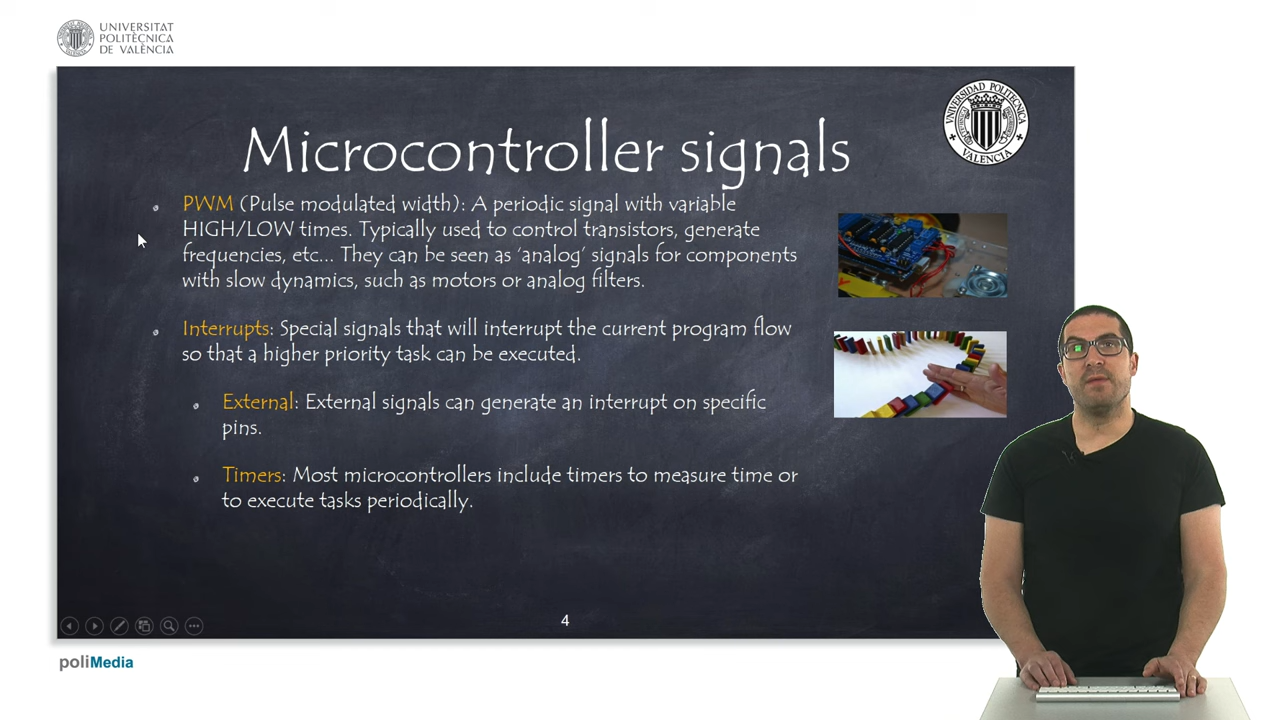 UNIVERSITAT
POLITÈCNICA
DE VALÈNCIA
UNIVERSIDAD POLITECNICA
VALENCIA
Microcontroller signals
PWM (Pulse modulated width): A periodic signal with variable
HIGH/LOW times. Typically used to control transistors, generate
frequencies, etc... They can be seen as ‘analog’ signals for components
with slow dynamics, such as motors or analog filters.
Interrupts: Special signals that will interrupt the current program flow
so that a higher priority task can be executed.
External: External signals can generate an interrupt on specific
pins.
Timers: Most microcontrollers include timers to measure time or
to execute tasks periodically.
4
poliMedia